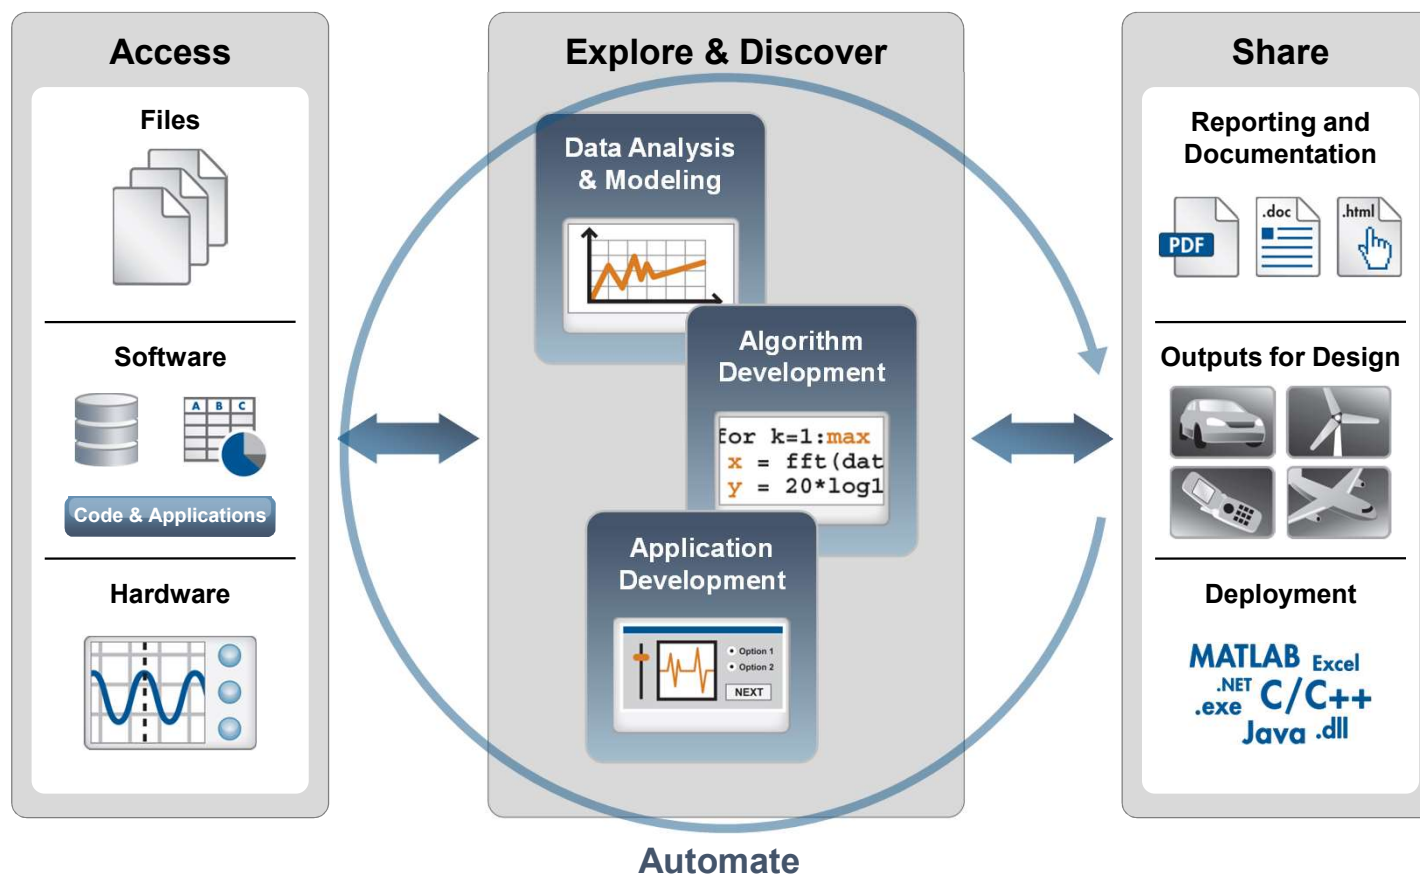 Access
Files
Software
A B C
Code & Applications
Hardware
Explore & Discover
Data Analysis
& Modeling
Algorithm
Development
for k=1:max
x = fft(dat
y = 20*log1
Application
Development
Option 1
Option 2
NEXT
Share
Reporting and
Documentation
PDF
.doc
.html
Outputs for Design
Deployment
MATLAB Excel
.NET
.exe C/C++
Java .dll
Automate